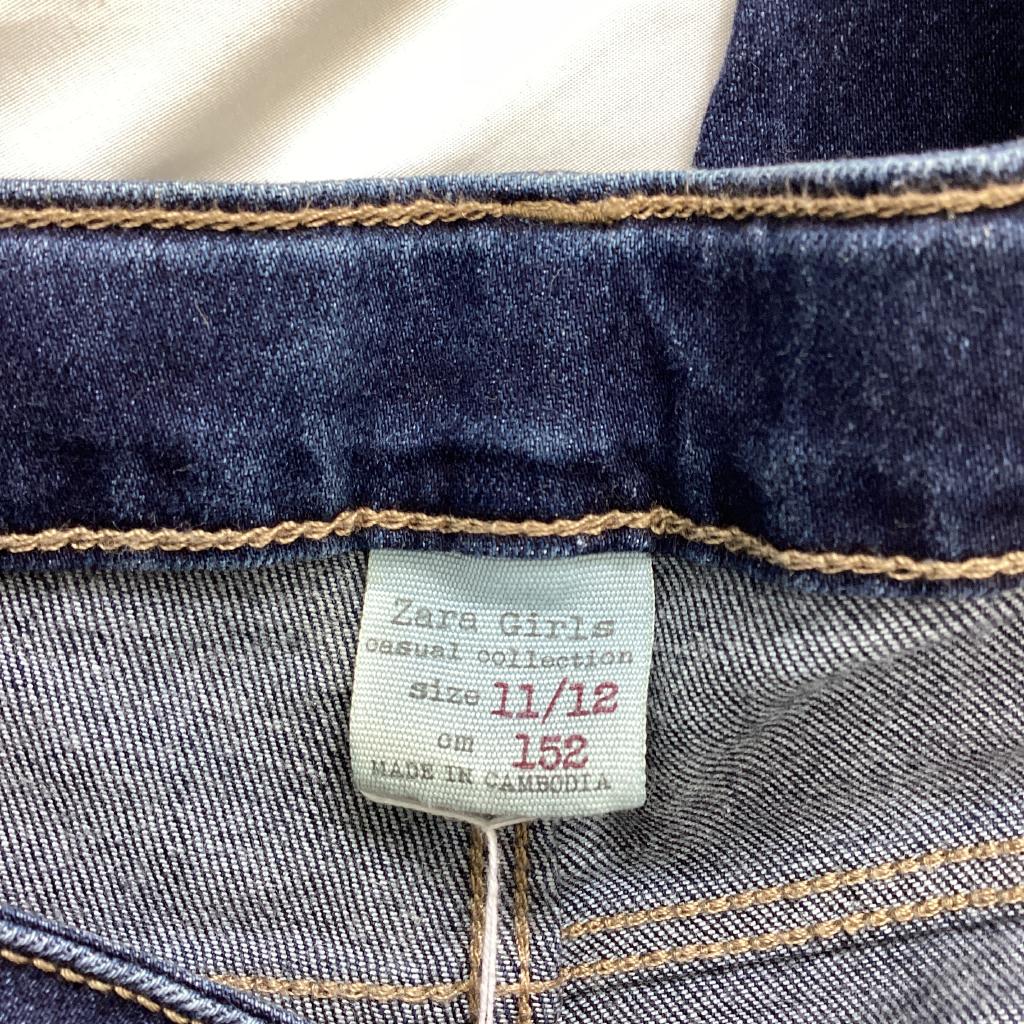 Zara Girls
casual collection
size 11/12
cm 152
MADE IN CAMBODIA